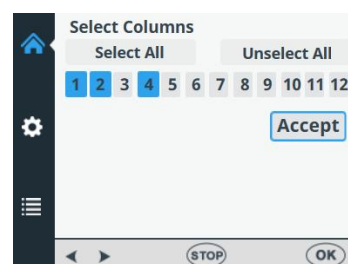 Select Columns
Select All Unselect All
1 2 3 4 5 6 7 8 9 10 11 12
Accept
STOP OK